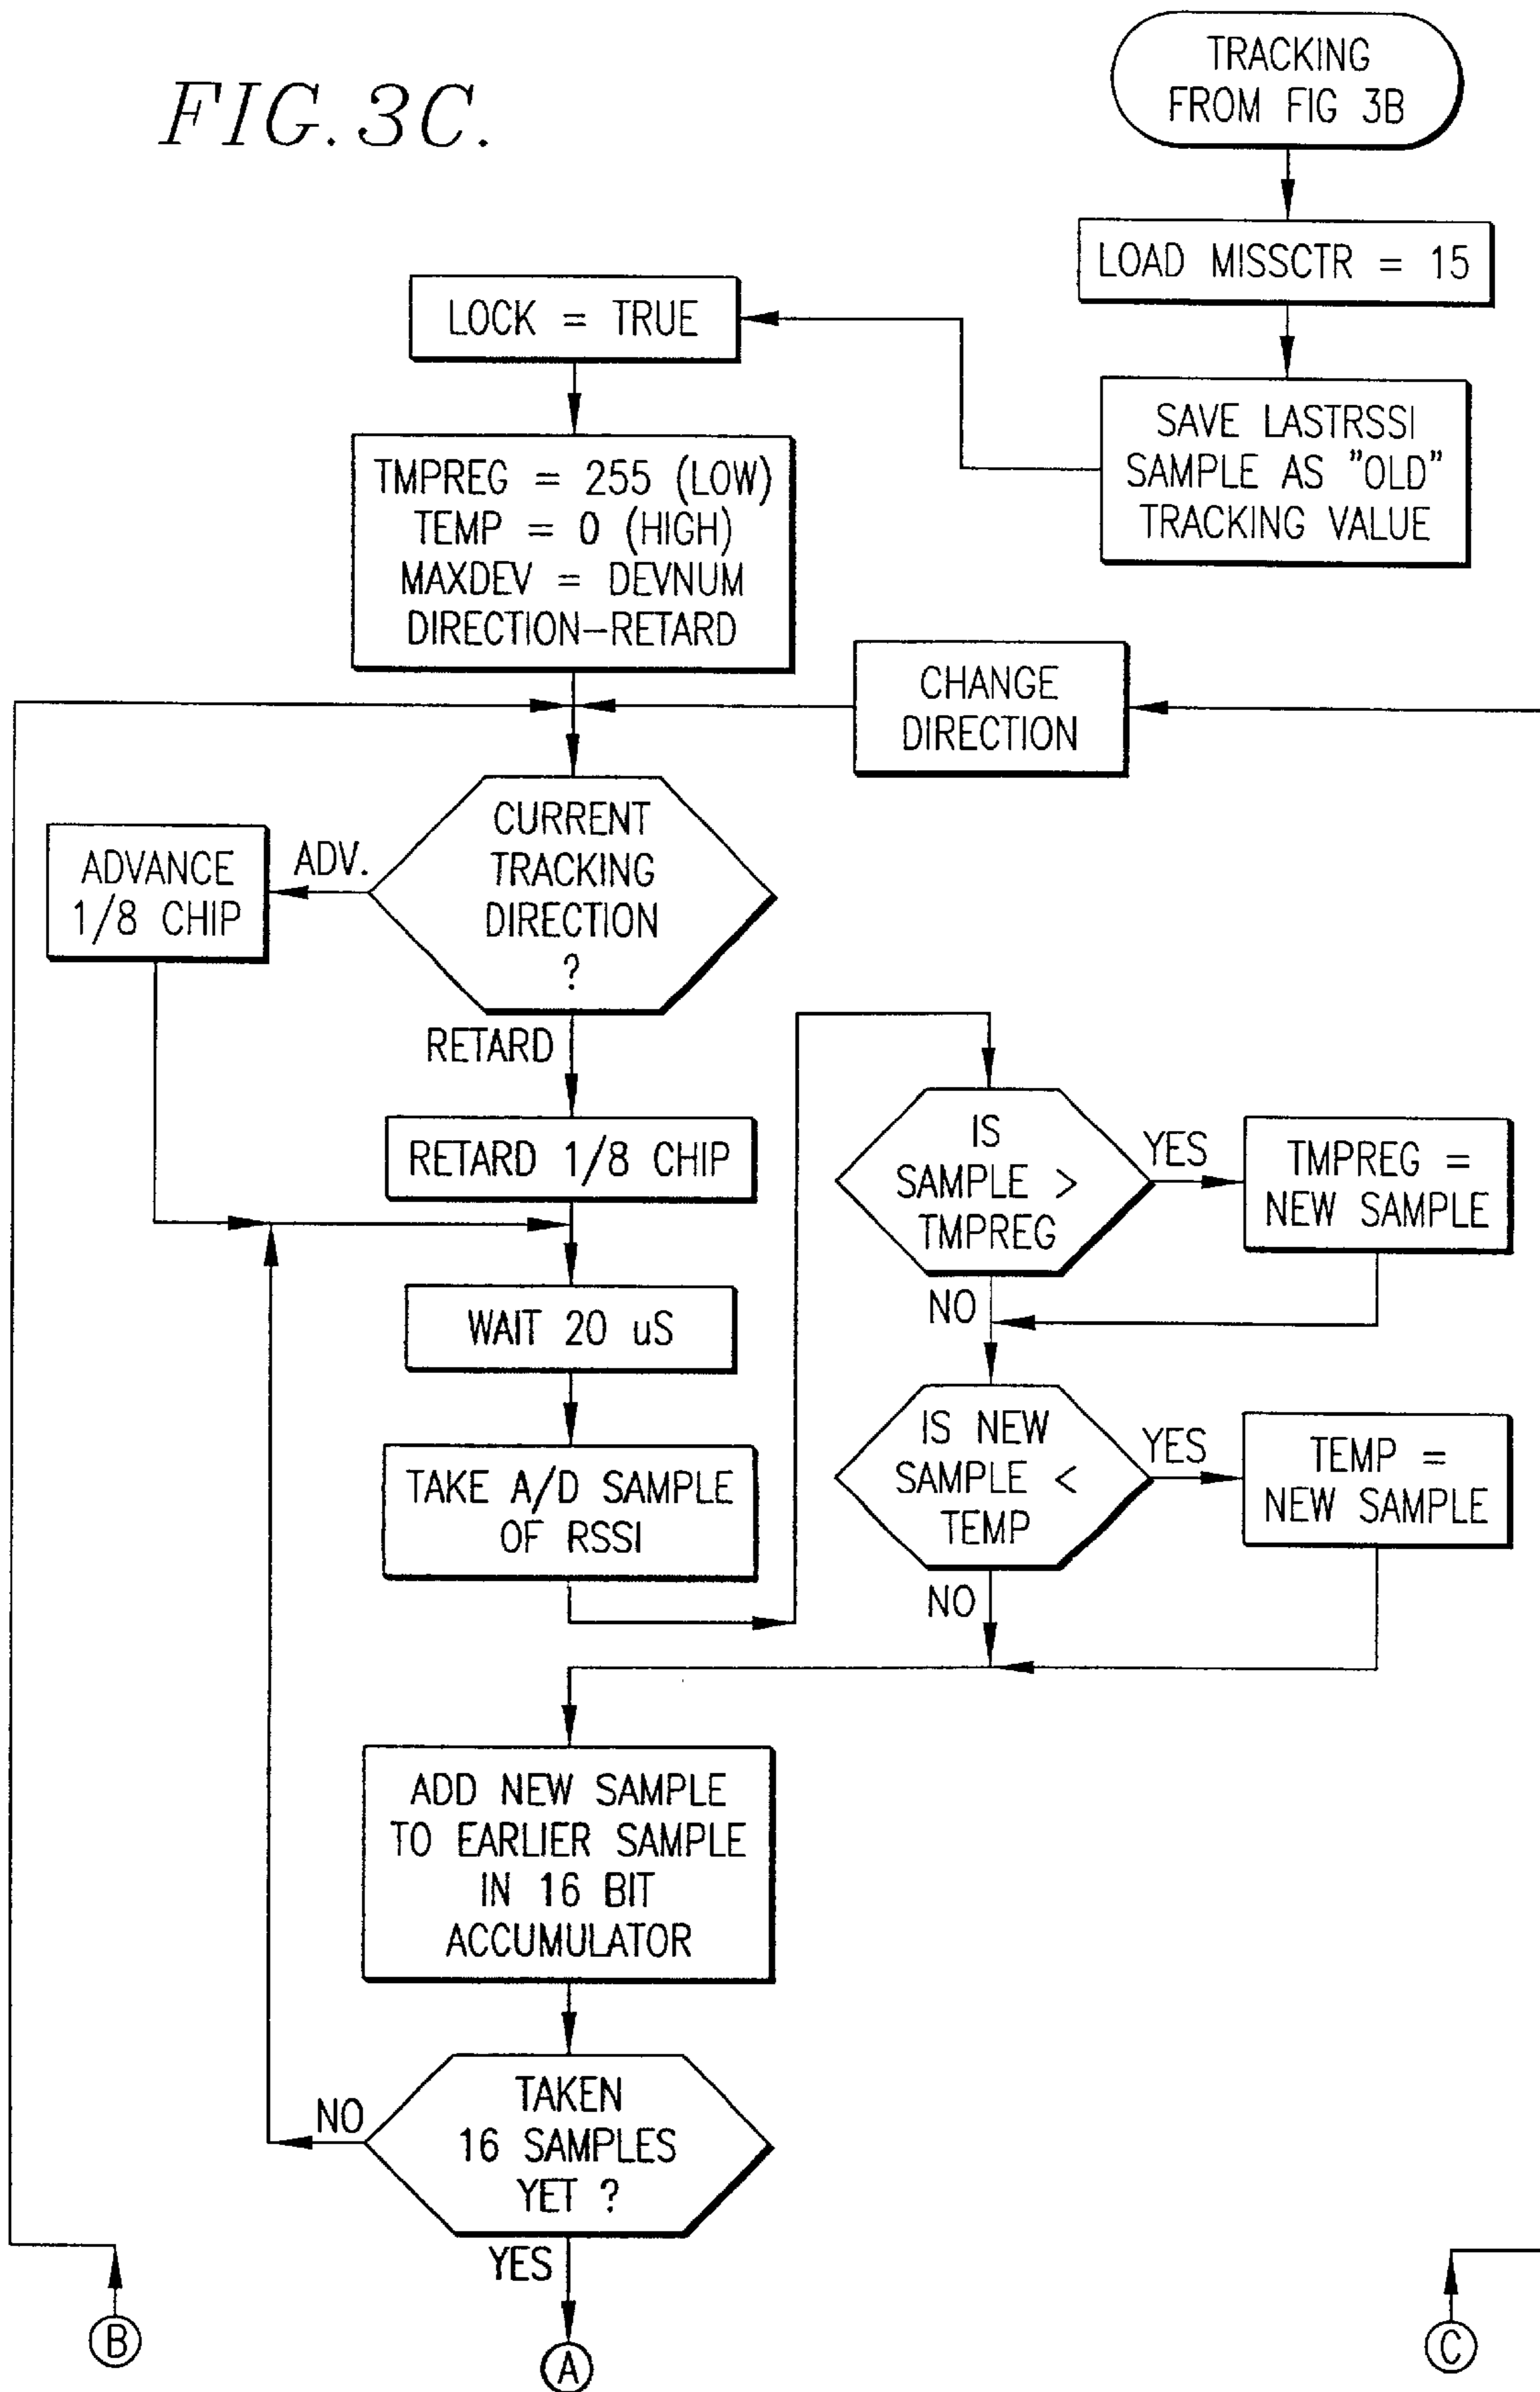 FIG. 3C.
TRACKING
FROM FIG 3B
LOAD MISSCTR = 15
SAVE LASTRSSI
SAMPLE AS "OLD"
TRACKING VALUE
LOCK = TRUE
TMPREG = 255 (LOW)
TEMP = 0 (HIGH)
MAXDEV = DEVNUM
DIRECTION-RETARD
CHANGE
DIRECTION
CURRENT
TRACKING
DIRECTION
?
ADV.
ADVANCE
1/8 CHIP
RETARD
RETARD 1/8 CHIP
WAIT 20 uS
TAKE A/D SAMPLE
OF RSSI
IS
SAMPLE >
TMPREG
YES
TMPREG =
NEW SAMPLE
NO
IS NEW
SAMPLE <
TEMP
YES
TEMP =
NEW SAMPLE
NO
ADD NEW SAMPLE
TO EARLIER SAMPLE
IN 16 BIT
ACCUMULATOR
TAKEN
16 SAMPLES
YET ?
NO
YES
B
A
C